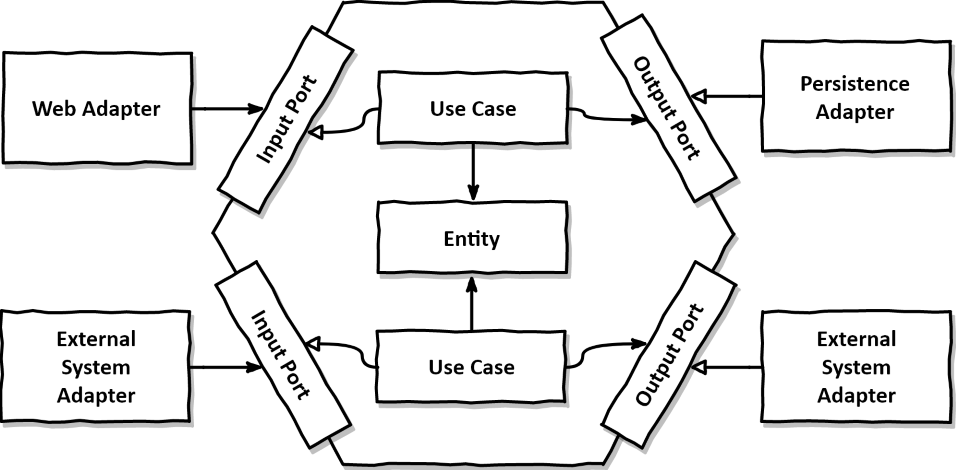 Web Adapter
Input Port
Use Case
Output Port
Persistence
Adapter
Entity
External
System
Adapter
Input Port
Use Case
Output Port
External
System
Adapter